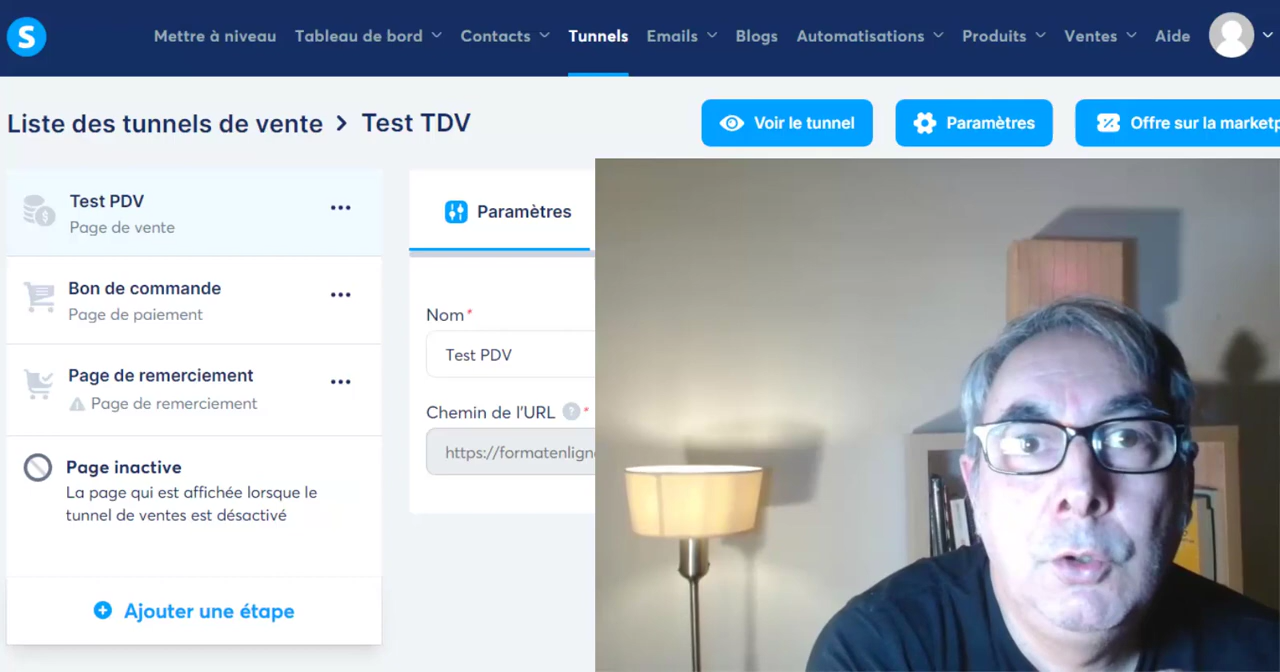 S
Mettre à niveau Tableau de bord Contacts Tunnels Emails Blogs Automatisations Produits Ventes Aide
Liste des tunnels de vente > Test TDV
Voir le tunnel
Paramètres
Offre sur la marketp
Test PDV
Page de vente
Bon de commande
Page de paiement
Page de remerciement
Page de remerciement
Page inactive
La page qui est affichée lorsque le
tunnel de ventes est désactivé
Ajouter une étape
Paramètres
Nom*
Test PDV
Chemin de l'URL ? *
https://formatenligne